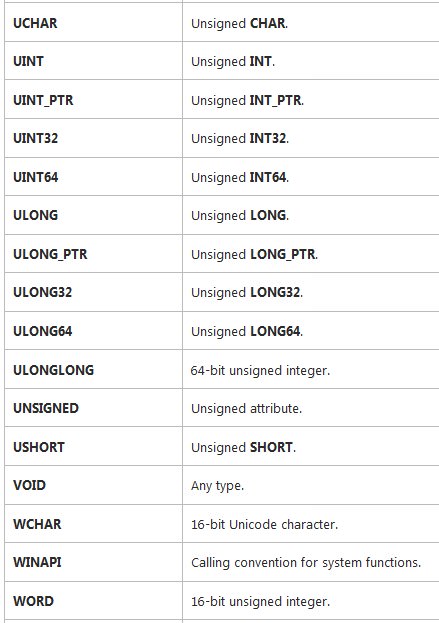 UCHAR Unsigned CHAR.
UINT Unsigned INT.
UINT_PTR Unsigned INT_PTR.
UINT32 Unsigned INT32.
UINT64 Unsigned INT64.
ULONG Unsigned LONG.
ULONG_PTR Unsigned LONG_PTR.
ULONG32 Unsigned LONG32.
ULONG64 Unsigned LONG64.
ULONGLONG 64-bit unsigned integer.
UNSIGNED Unsigned attribute.
USHORT Unsigned SHORT.
VOID Any type.
WCHAR 16-bit Unicode character.
WINAPI Calling convention for system functions.
WORD 16-bit unsigned integer.